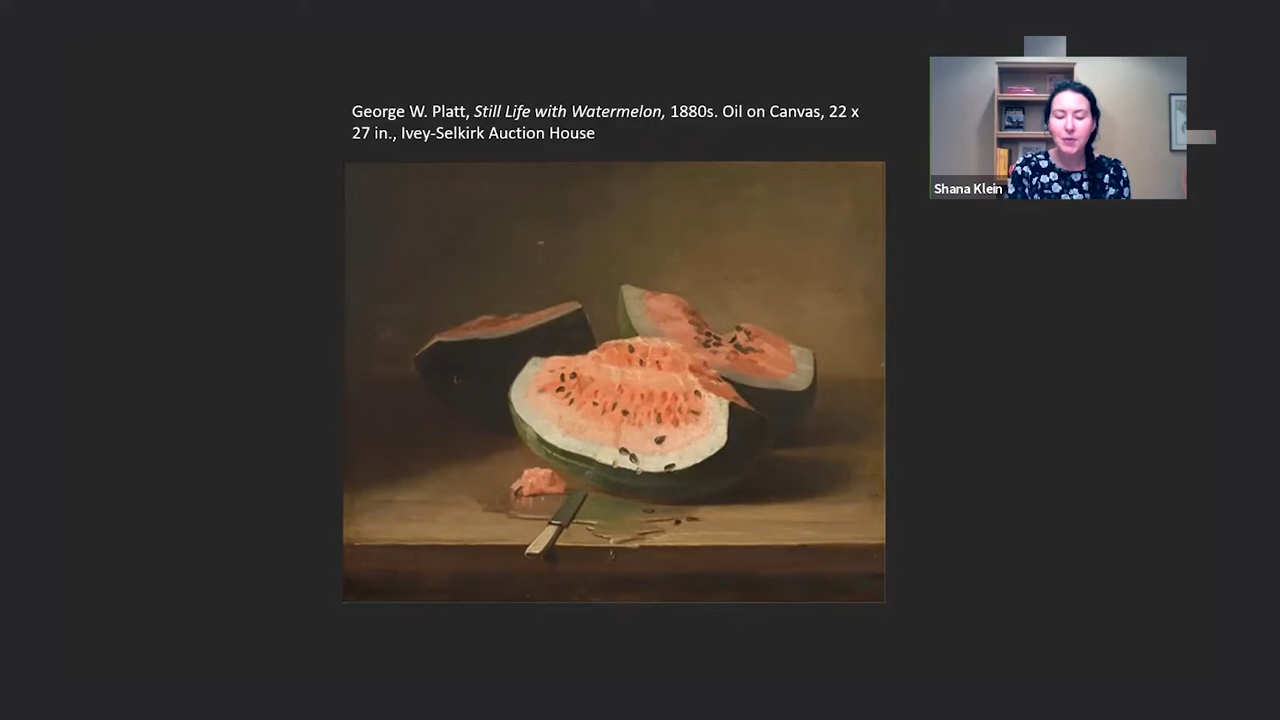 George W. Platt, Still Life with Watermelon, 1880s. Oil on Canvas, 22 x
27 in., Ivey-Selkirk Auction House
Shana Klein